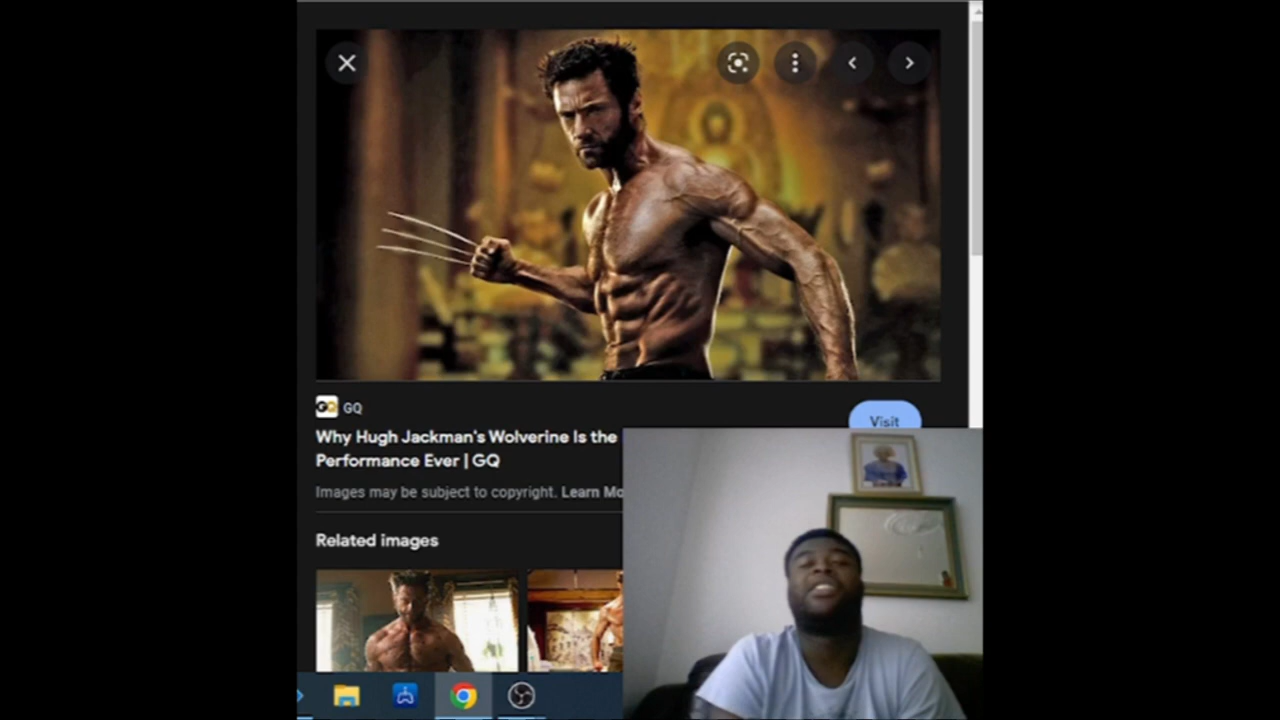 GQ GQ
Visit
Why Hugh Jackman's Wolverine Is the
Performance Ever | GQ
Images may be subject to copyright. Learn Mo
Related images